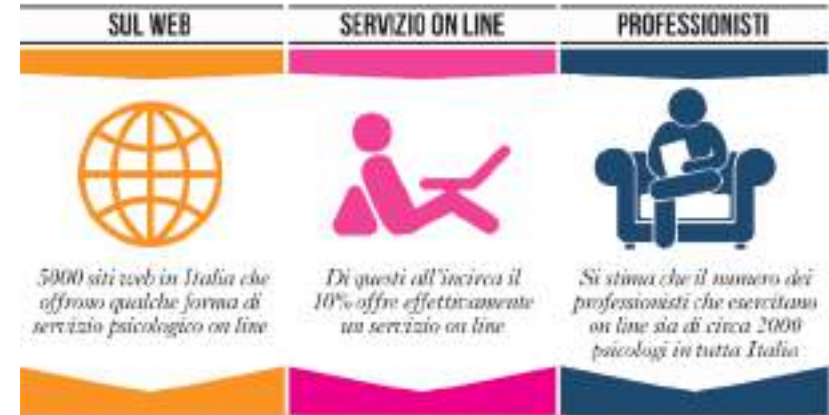 SUL WEB
5000 siti web in Italia che
offrono qualche forma di
servizio psicologico on line
SERVIZIO ON LINE
Di questi all'incirca il
10% offre effettivamente
un servizio on line
PROFESSIONISTI
Si stima che il numero dei
professionisti che esercitano
on line sia di circa 2000
psicologi in tutta Italia